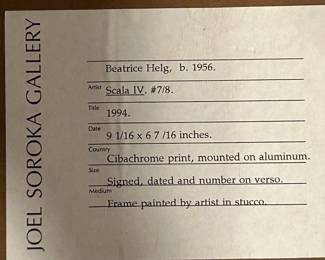 JOEL SOROKA GALLERY
Beatrice Helg, b. 1956.
Artist
Scala IV, #7/8.
Title
1994.
Date
9 1/16 x 6 7 /16 inches.
Country
Cibachrome print, mounted on aluminum.
Size
Signed, dated and number on verso.
Medium
Frame painted by artist in stucco.